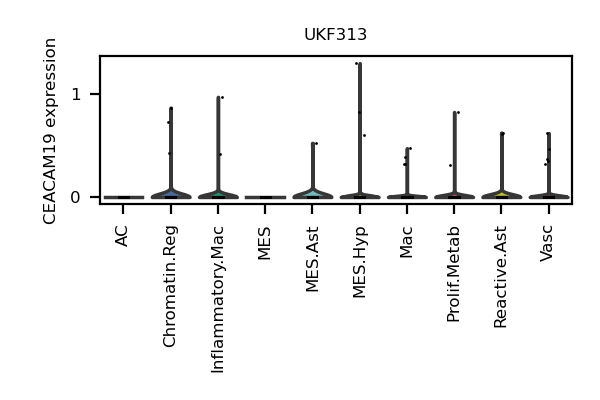 UKF313
CEACAM19 expression
1
0
AC
Chromatin.Reg
Inflammatory.Mac
MES
MES.Ast
MES.Hyp
Mac
Prolif.Metab
Reactive.Ast
Vasc